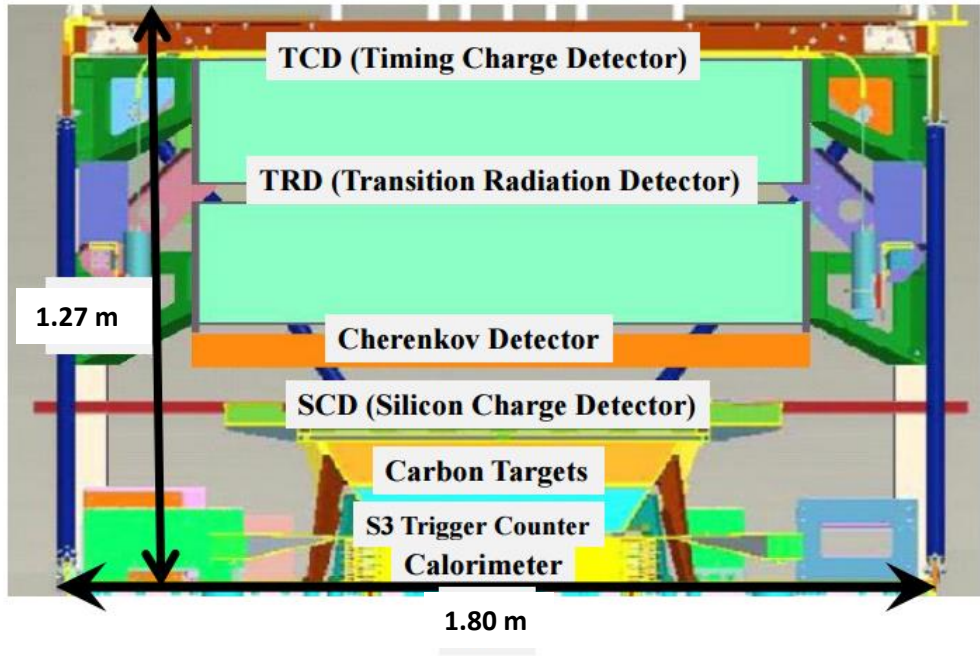 TCD (Timing Charge Detector)
TRD (Transition Radiation Detector)
1.27 m
Cherenkov Detector
SCD (Silicon Charge Detector)
Carbon Targets
S3 Trigger Counter
Calorimeter
1.80 m